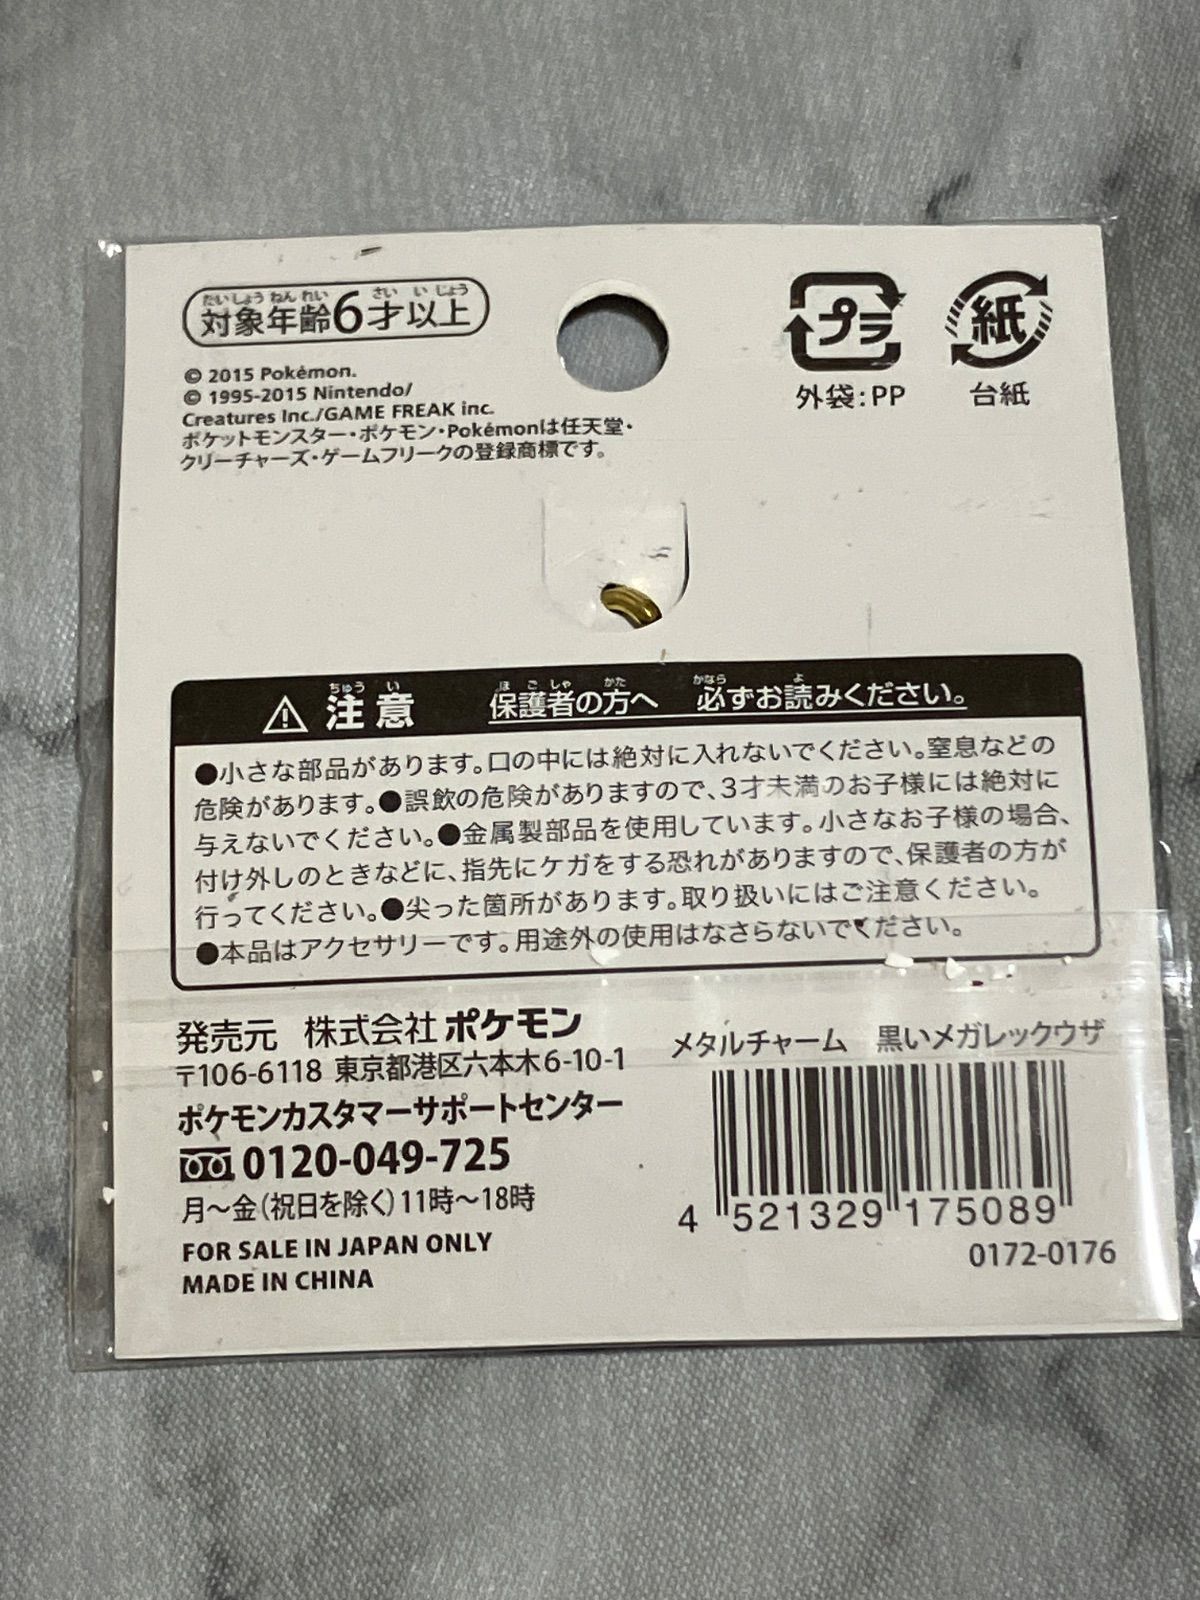 たいしょう ねん れい さい い じょう
対象年齢6才以上
© 2015 Pokémon.
© 1995-2015 Nintendo/
Creatures Inc./GAME FREAK inc.
ポケットモンスター・ポケモン・Pokémonは任天堂・
クリーチャーズ・ゲームフリークの登録商標です。
プラ
外袋:PP
紙
台紙
ちゅう い ほ ご しゃ かた かなら よ
注意 保護者の方へ 必ずお読みください。
●小さな部品があります。口の中には絶対に入れないでください。窒息などの
危険があります。●誤飲の危険がありますので、3才未満のお子様には絶対に
与えないでください。●金属製部品を使用しています。小さなお子様の場合、
付け外しのときなどに、指先にケガをする恐れがありますので、保護者の方が
行ってください。●尖った箇所があります。取り扱いにはご注意ください。
●本品はアクセサリーです。用途外の使用はなさらないでください。
発売元 株式会社 ポケモン
〒106-6118 東京都港区六本木6-10-1
ポケモンカスタマーサポートセンター
0120-049-725
月〜金(祝日を除く)11時〜18時
FOR SALE IN JAPAN ONLY
MADE IN CHINA
メタルチャーム 黒いメガレックウザ
4 521329 175089
0172-0176